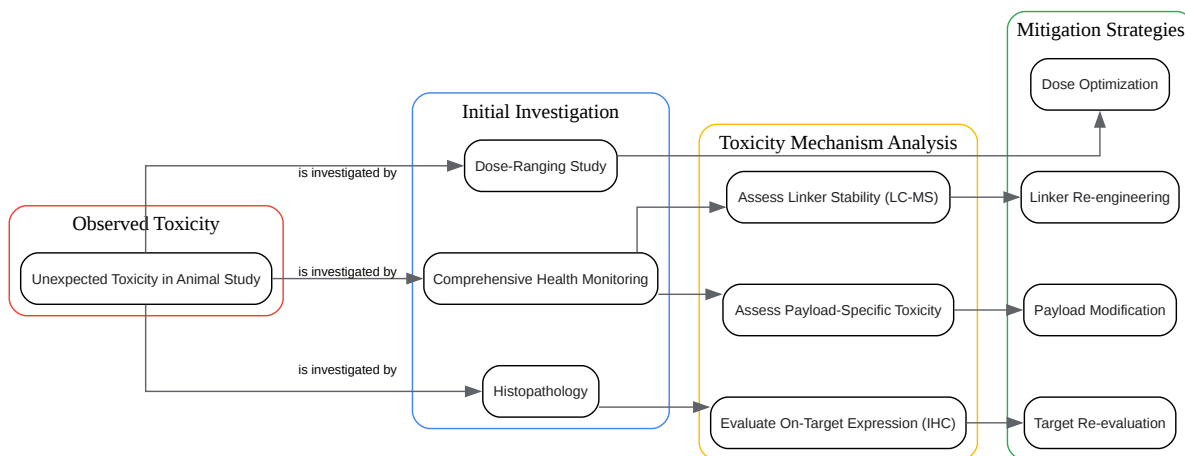 Mitigation Strategies
Dose Optimization
Initial Investigation
Toxicity Mechanism Analysis
is investigated by
Dose-Ranging Study
Assess Linker Stability (LC-MS)
Linker Re-engineering
Observed Toxicity
Unexpected Toxicity in Animal Study
is investigated by
Comprehensive Health Monitoring
Assess Payload-Specific Toxicity
Payload Modification
is investigated by
Histopathology
Evaluate On-Target Expression (IHC)
Target Re-evaluation